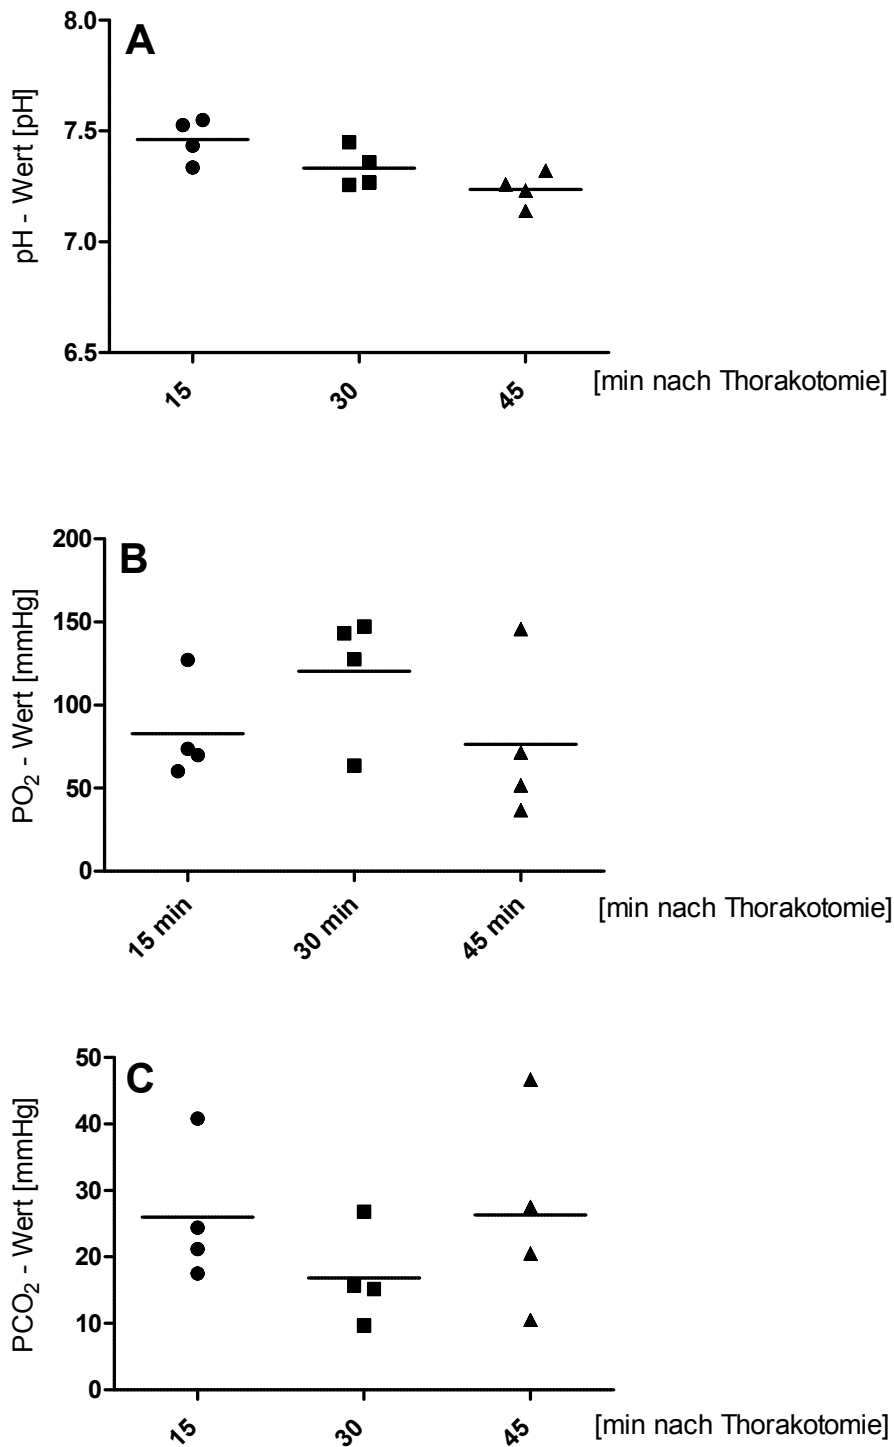 A
pH - Wert [pH]
8.0
7.5
7.0
6.5
15
30
45
[min nach Thorakotomie]
B
PO₂ - Wert [mmHg]
200
150
100
50
0
15 min
30 min
45 min
[min nach Thorakotomie]
C
PCO₂ - Wert [mmHg]
50
40
30
20
10
0
15
30
45
[min nach Thorakotomie]